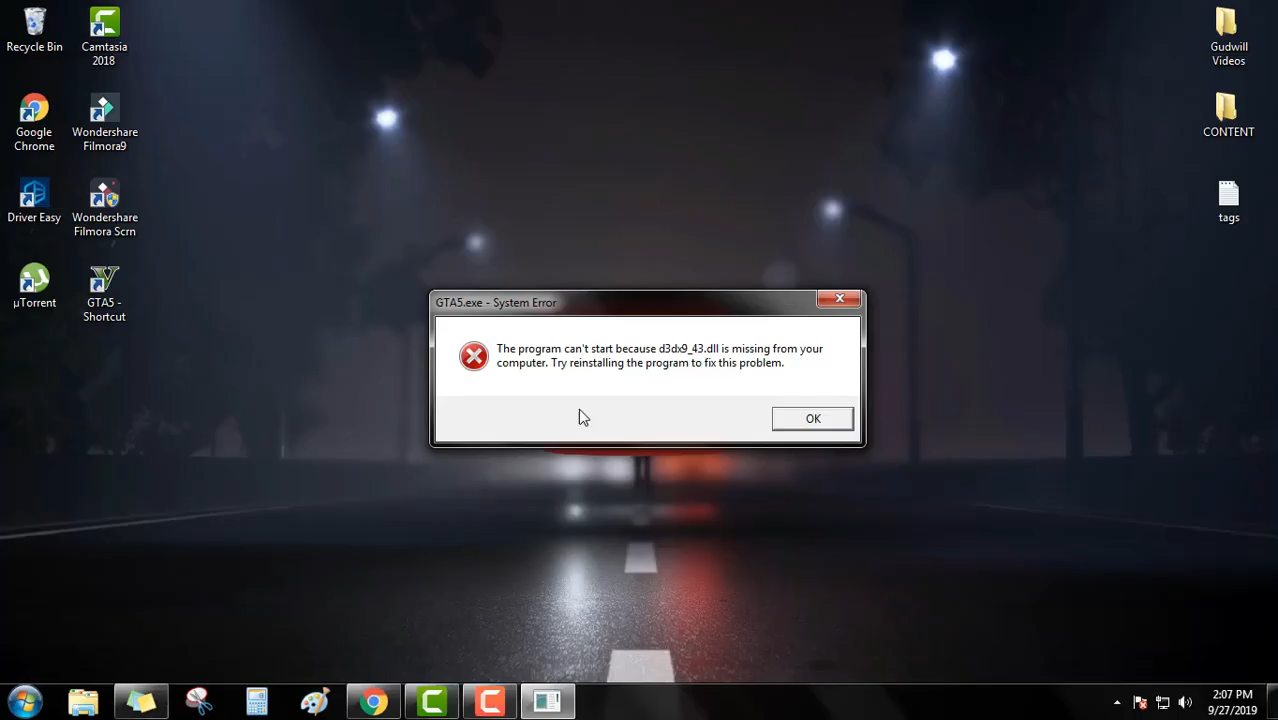 Recycle Bin
Camtasia
2018
Google
Chrome
Wondershare
Filmora9
Driver Easy
Wondershare
Filmora Scrn
µTorrent
GTA5 -
Shortcut
Gudwill
Videos
CONTENT
tags
GTA5.exe - System Error
The program can't start because d3dx9_43.dll is missing from your
computer. Try reinstalling the program to fix this problem.
OK
2:07 PM
9/27/2019